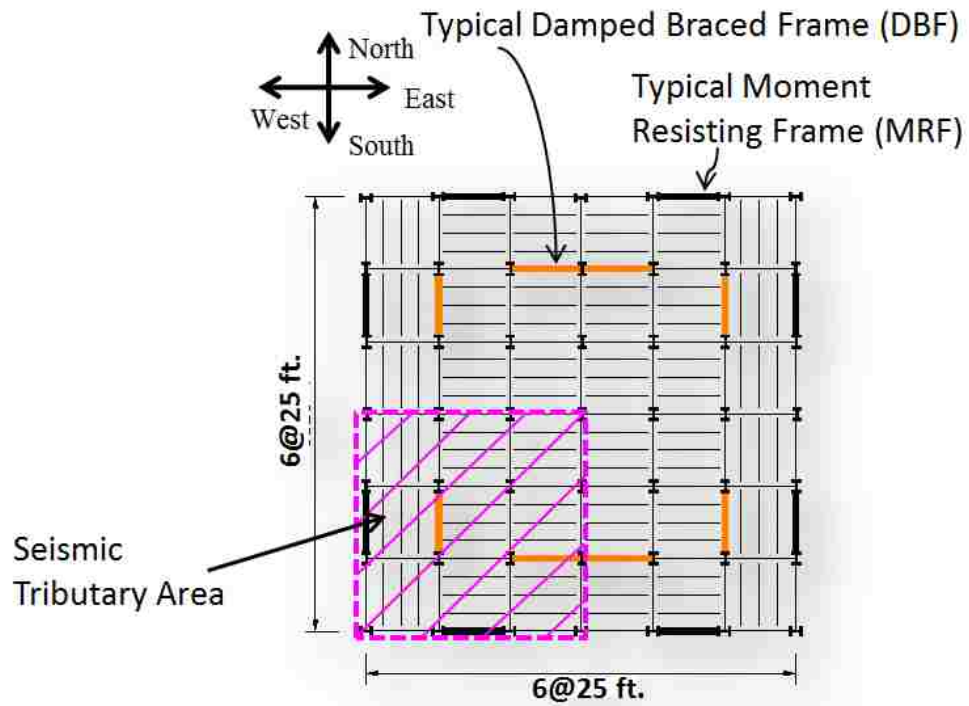 Typical Damped Braced Frame (DBF)
North
East
West
South
Typical Moment
Resisting Frame (MRF)
6@25 ft.
Seismic
Tributary Area
6@25 ft.